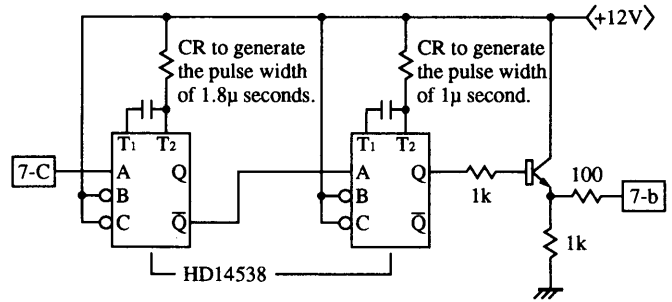 +12V
CR to generate
the pulse width
of 1.8μ seconds.
CR to generate
the pulse width
of 1μ second.
T1 T2
T1 T2
7-C
A Q
B
C Q̅
A Q
B
C Q̅
1k
100
7-b
1k
HD14538